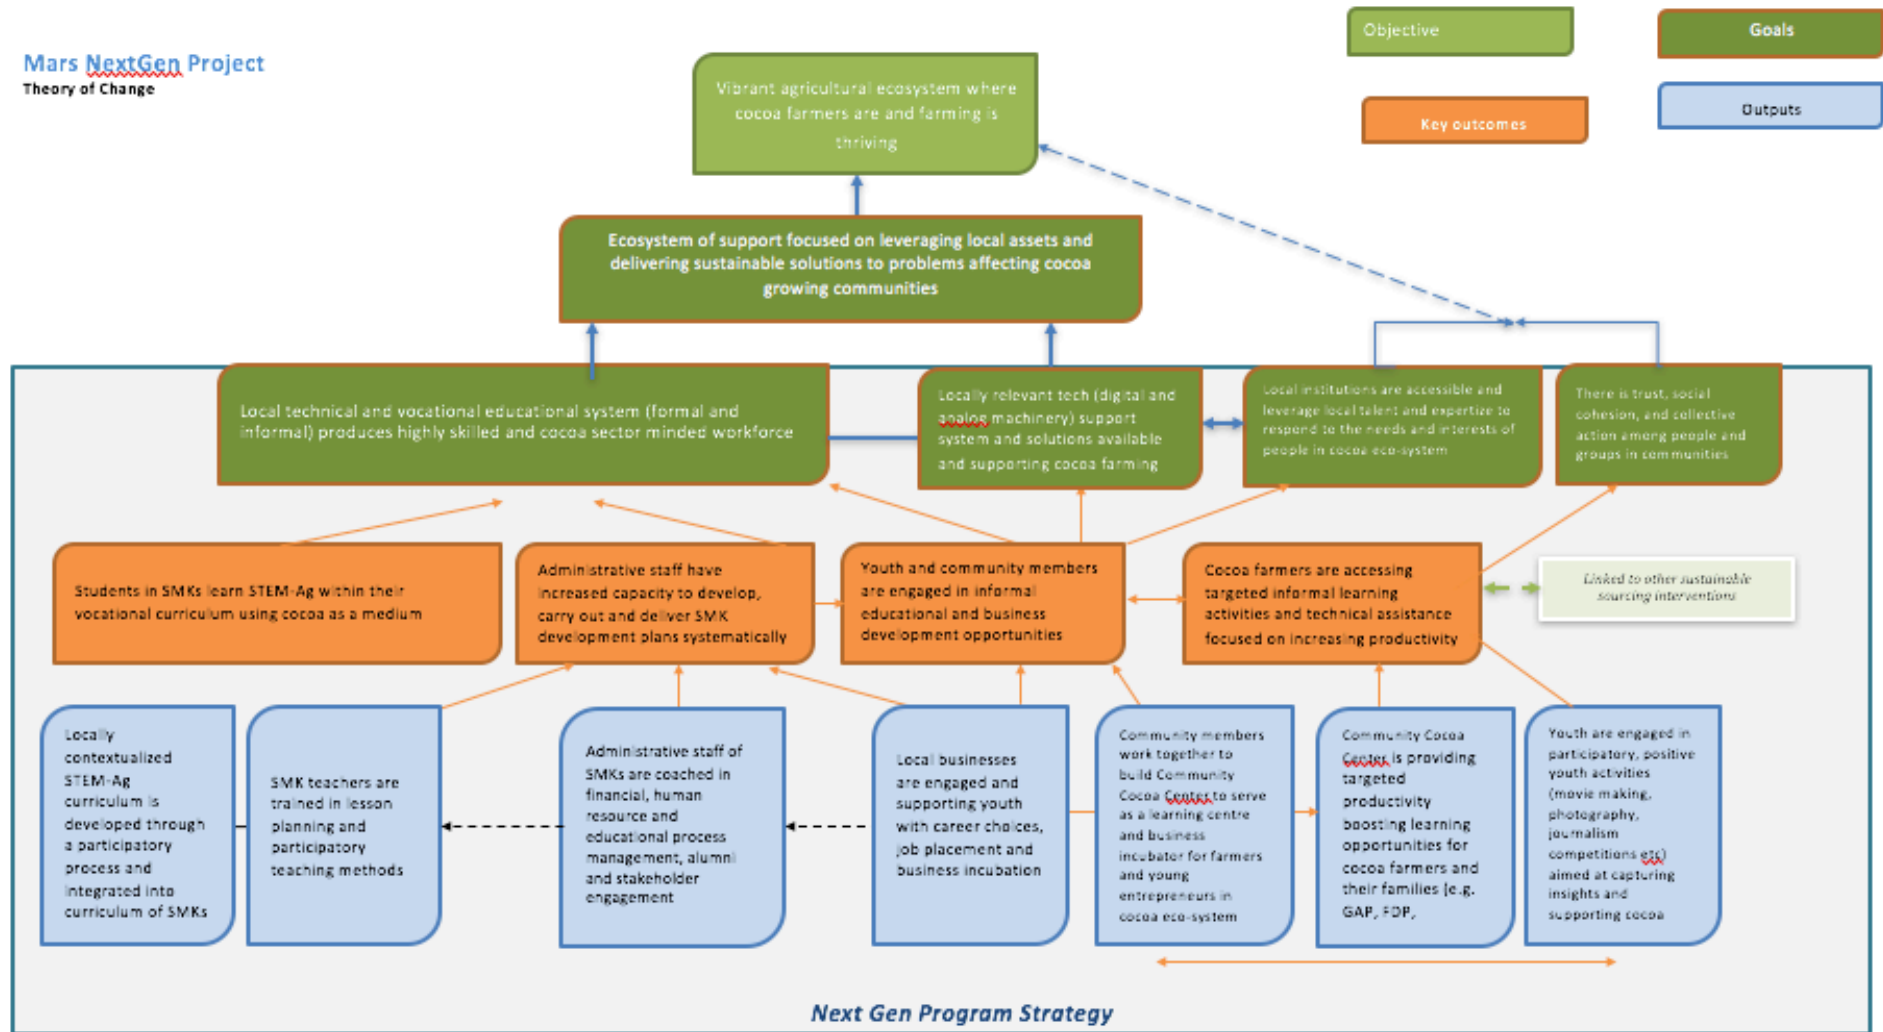 Mars NextGen Project
Theory of Change
Objective
Goals
Key outcomes
Outputs
Vibrant agricultural ecosystem where
cocoa farmers are and farming is
thriving
Ecosystem of support focused on leveraging local assets and
delivering sustainable solutions to problems affecting cocoa
growing communities
Local technical and vocational educational system (formal and
informal) produces highly skilled and cocoa sector minded workforce
Locally relevant tech (digital and
analog machinery) support
system and solutions available
and supporting cocoa farming
Local institutions are accessible and
leverage local talent and expertize to
respond to the needs and interests of
people in cocoa eco-system
There is trust, social
cohesion, and collective
action among people and
groups in communities
Students in SMKs learn STEM-Ag within their
vocational curriculum using cocoa as a medium
Administrative staff have
increased capacity to develop,
carry out and deliver SMK
development plans systematically
Youth and community members
are engaged in informal
educational and business
development opportunities
Cocoa farmers are accessing
targeted informal learning
activities and technical assistance
focused on increasing productivity
Linked to other sustainable
sourcing interventions
Locally
contextualized
STEM-Ag
curriculum is
developed through
a participatory
process and
integrated into
curriculum of SMKs
SMK teachers are
trained in lesson
planning and
participatory
teaching methods
Administrative staff of
SMKs are coached in
financial, human
resource and
educational process
management, alumni
and stakeholder
engagement
Local businesses
are engaged and
supporting youth
with career choices,
job placement and
business incubation
Community members
work together to
build Community
Cocoa Center to serve
as a learning centre
and business
incubator for farmers
and young
entrepreneurs in
cocoa eco-system
Community Cocoa
Center is providing
targeted
productivity
boosting learning
opportunities for
cocoa farmers and
their families (e.g.
GAP, FDP,
Youth are engaged in
participatory, positive
youth activities
(movie making,
photography,
journalism
competitions etc)
aimed at capturing
insights and
supporting cocoa
Next Gen Program Strategy